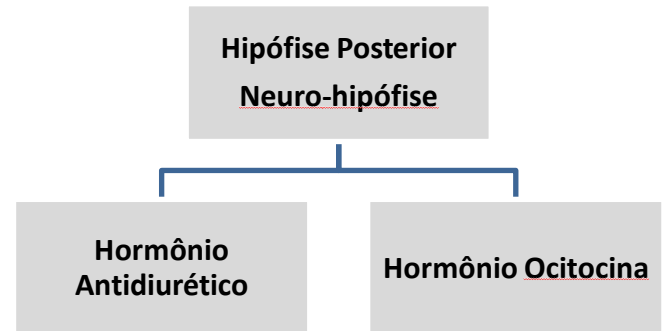 Hipófise Posterior
Neuro-hipófise
Hormônio
Antidiurético
Hormônio Ocitocina